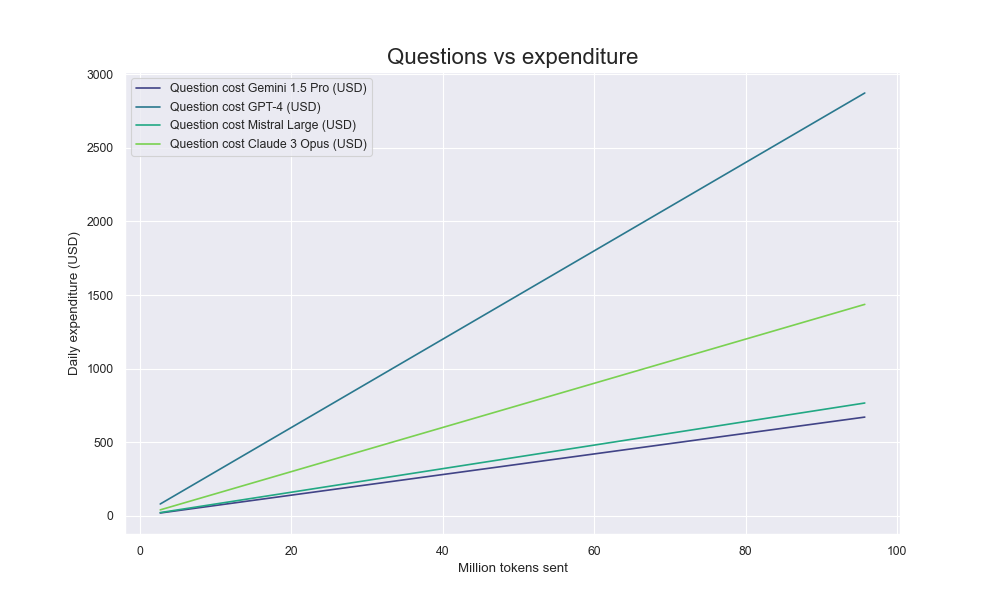 Questions vs expenditure
Question cost Gemini 1.5 Pro (USD)
Question cost GPT-4 (USD)
Question cost Mistral Large (USD)
Question cost Claude 3 Opus (USD)
3000
2500
2000
1500
1000
500
0
Daily expenditure (USD)
0 20 40 60 80 100
Million tokens sent